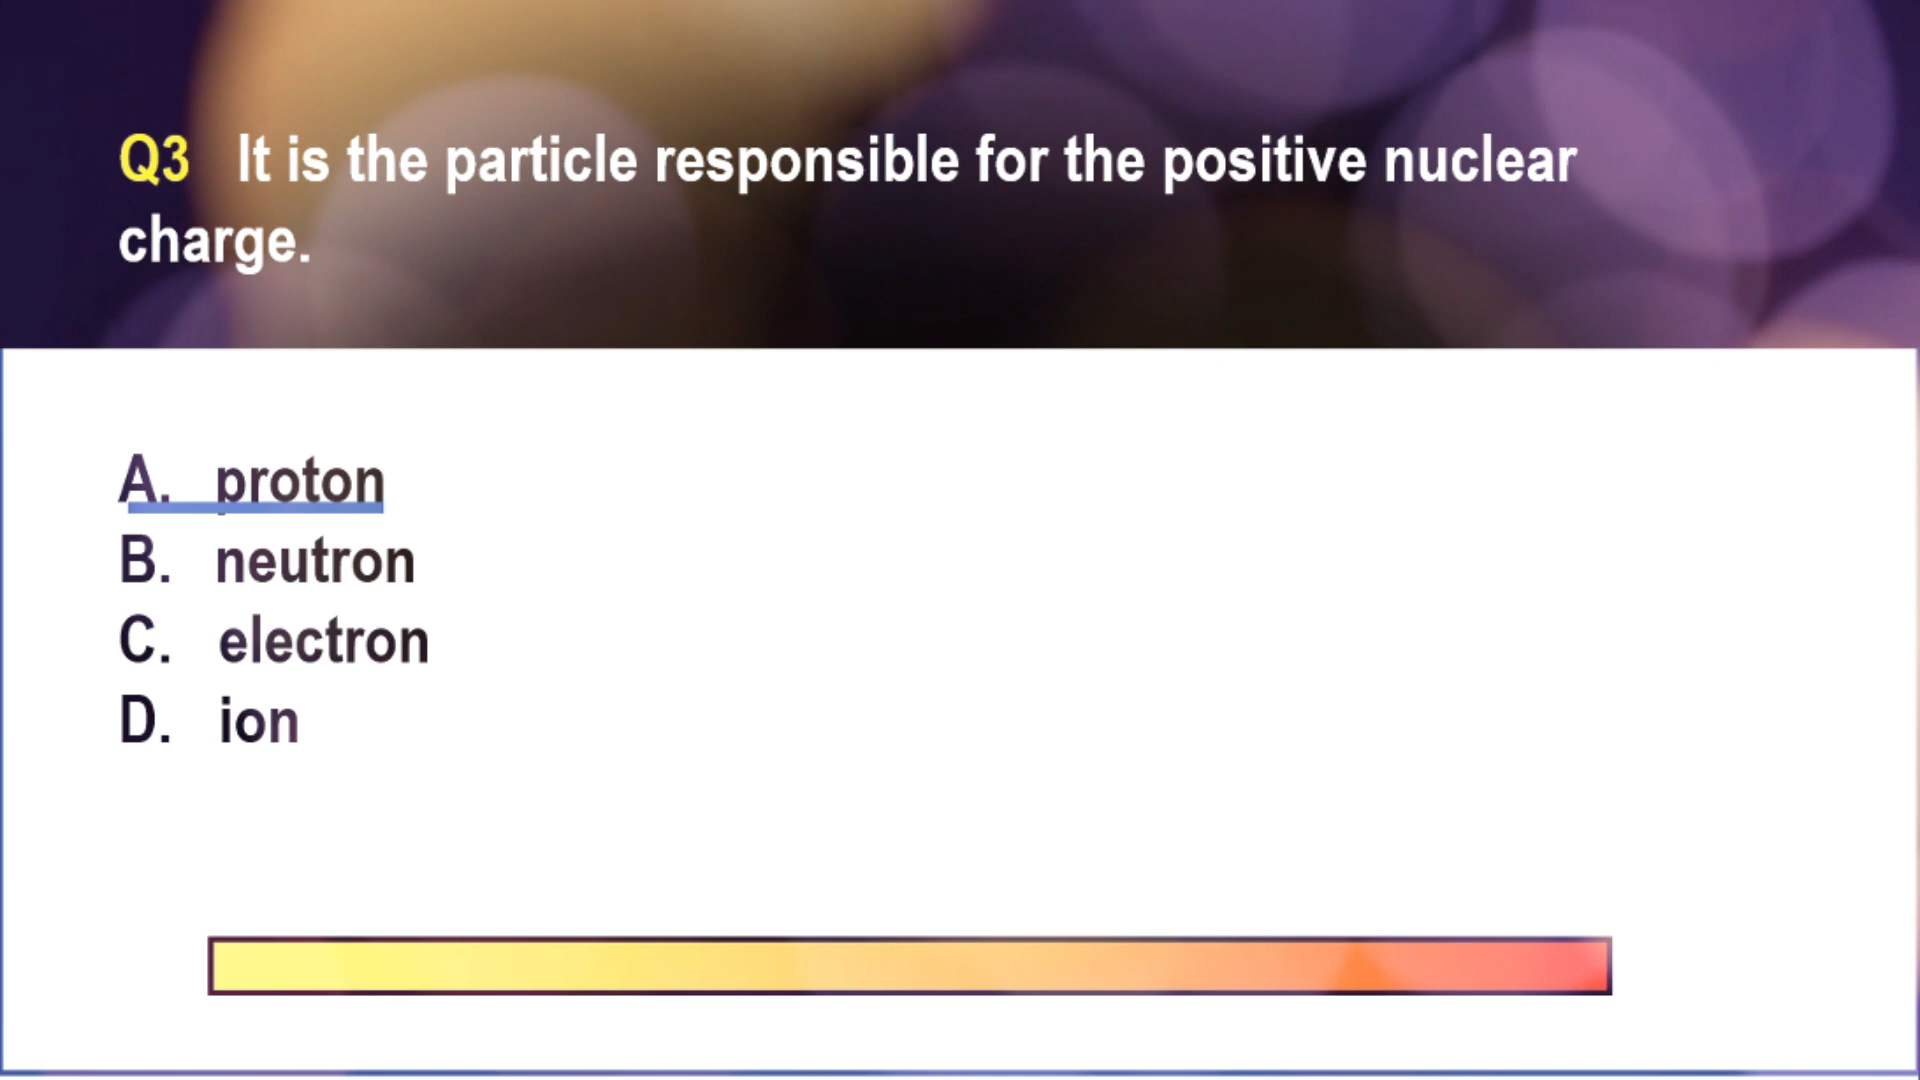 Q3 It is the particle responsible for the positive nuclear
charge.
A. proton
B. neutron
C. electron
D. ion